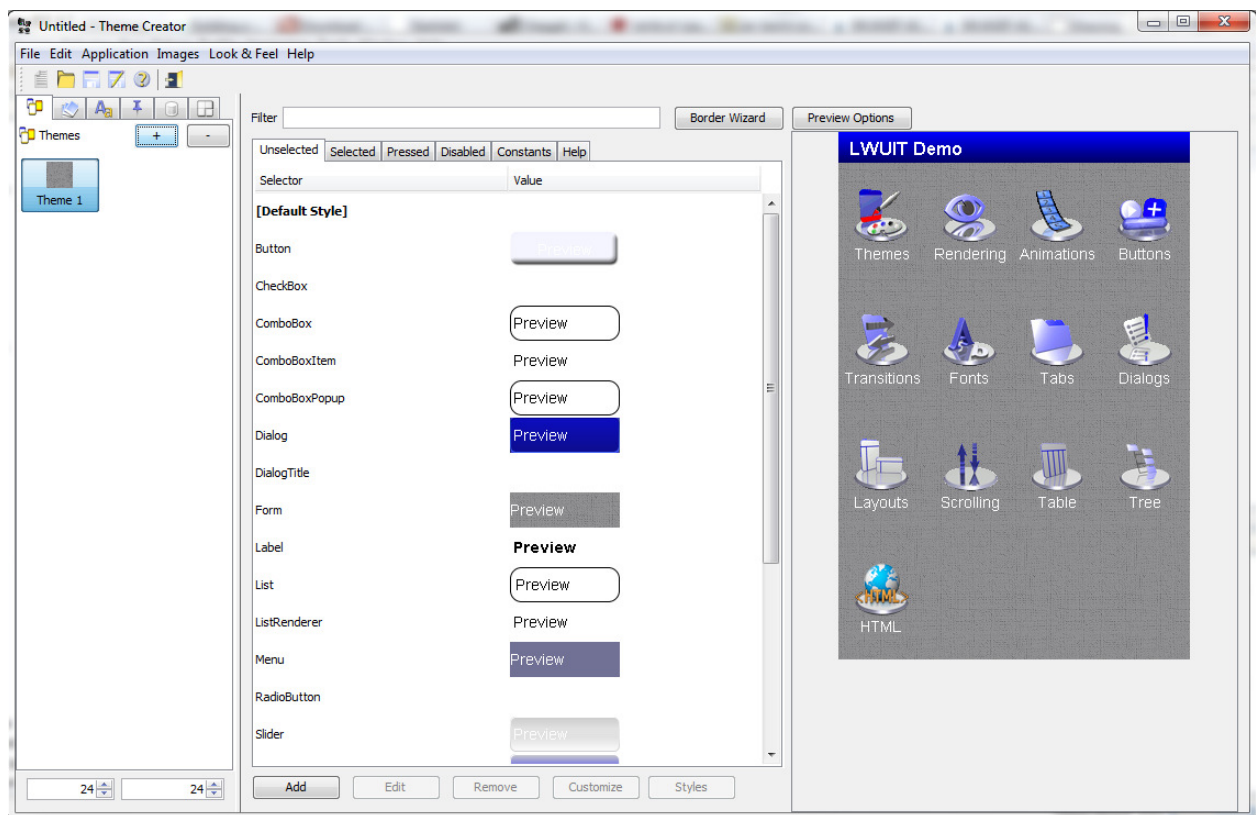 Untitled - Theme Creator
File Edit Application Images Look & Feel Help
Themes + -
Theme 1
24 24
Filter Border Wizard
Unselected Selected Pressed Disabled Constants Help
Selector Value
[Default Style]
Button Preview
CheckBox
ComboBox Preview
ComboBoxItem Preview
ComboBoxPopup Preview
Dialog Preview
DialogTitle
Form Preview
Label Preview
List Preview
ListRenderer Preview
Menu Preview
RadioButton
Slider Preview
Add Edit Remove Customize Styles
Preview Options
LWUIT Demo
Themes Rendering Animations Buttons
Transitions Fonts Tabs Dialogs
Layouts Scrolling Table Tree
HTML
HTML